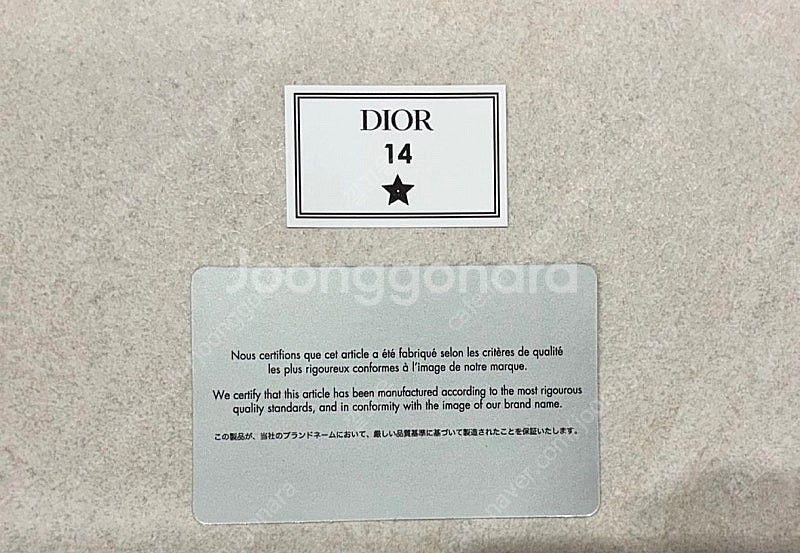 DIOR
14
Joonggonara
Nous certifions que cet article a été fabriqué selon les critères de qualité
les plus rigoureux conformes à l'image de notre marque.
We certify that this article has been manufactured according to the most rigourous
quality standards, and in conformity with the image of our brand name.
この製品が、当社のブランドネームにおいて、厳しい品質基準に基づいて製造されたことを保証いたします。